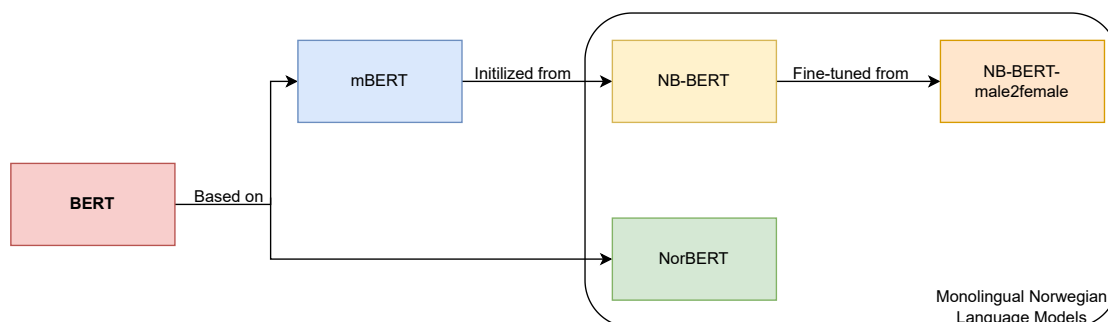 mBERT
Initilized from
NB-BERT
Fine-tuned from
NB-BERT-
male2female
BERT
Based on
NorBERT
Monolingual Norwegian
Language Models